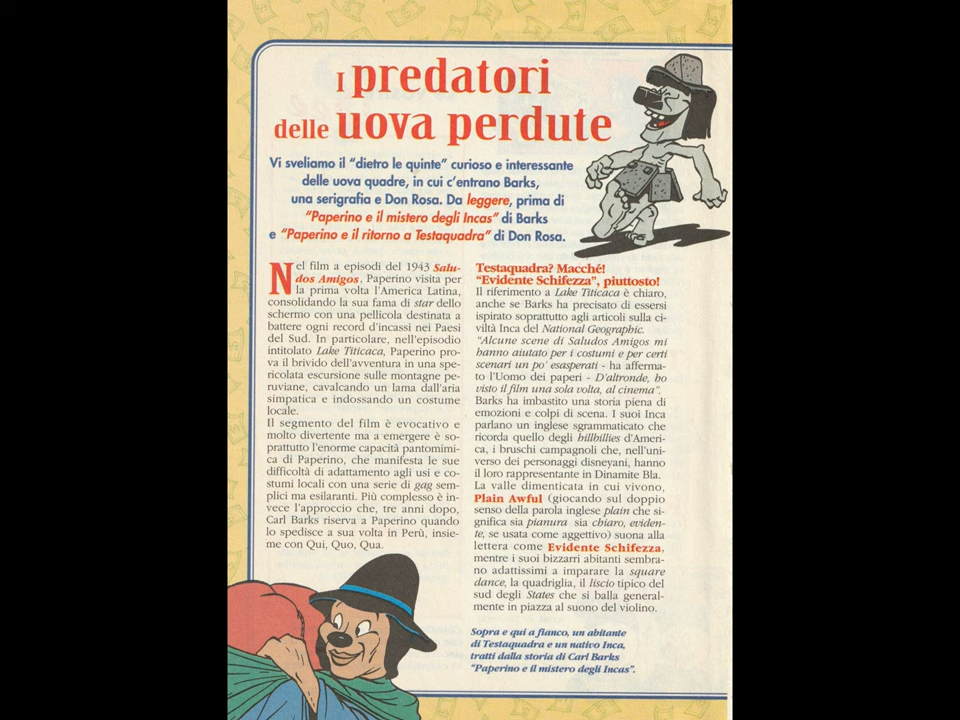 I predatori
delle uova perdute
Vi sveliamo il "dietro le quinte" curioso e interessante
delle uova quadre, in cui c'entrano Barks,
una serigrafia e Don Rosa. Da leggere, prima di
"Paperino e il mistero degli Incas" di Barks
e "Paperino e il ritorno a Testaquadra" di Don Rosa.
Nel film a episodi del 1943 Salu-
dos Amigos, Paperino visita per
la prima volta l'America Latina,
consolidando la sua fama di star dello
schermo con una pellicola destinata a
battere ogni record d'incassi nei Paesi
del Sud. In particolare, nell'episodio
intitolato Lake Titicaca, Paperino pro-
va il brivido dell'avventura in una spe-
ricolata escursione sulle montagne pe-
ruviane, cavalcando un lama dall'aria
simpatica e indossando un costume
locale.
Il segmento del film è evocativo e
molto divertente ma a emergere è so-
prattutto l'enorme capacità pantomimi-
ca di Paperino, che manifesta le sue
difficoltà di adattamento agli usi e co-
stumi locali con una serie di gag sem-
plici ma esilaranti. Più complesso è in-
vece l'approccio che, tre anni dopo,
Carl Barks riserva a Paperino quando
lo spedisce a sua volta in Perù, insie-
me con Qui, Quo, Qua.
Testaquadra? Macché!
"Evidente Schifezza", piuttosto!
Il riferimento a Lake Titicaca è chiaro,
anche se Barks ha precisato di essersi
ispirato soprattutto agli articoli sulla ci-
viltà Inca del National Geographic.
"Alcune scene di Saludos Amigos mi
hanno aiutato per i costumi e per certi
scenari un po' esasperati - ha afferma-
to l'Uomo dei paperi - D'altronde, ho
visto il film una sola volta, al cinema".
Barks ha imbastito una storia piena di
emozioni e colpi di scena. I suoi Inca
parlano un inglese sgrammaticato che
ricorda quello degli hillbillies d'Ameri-
ca, i bruschi campagnoli che, nell'uni-
verso dei personaggi disneyani, hanno
il loro rappresentante in Dinamite Bla.
La valle dimenticata in cui vivono,
Plain Awful (giocando sul doppio
senso della parola inglese plain che si-
gnifica sia pianura sia chiaro, eviden-
te, se usata come aggettivo) suona alla
lettera come Evidente Schifezza,
mentre i suoi bizzarri abitanti sembra-
no adattissimi a imparare la square
dance, la quadriglia, il liscio tipico del
sud degli States che si balla general-
mente in piazza al suono del violino.
Sopra e qui a fianco, un abitante
di Testaquadra e un nativo Inca,
tratti dalla storia di Carl Barks
"Paperino e il mistero degli Incas".